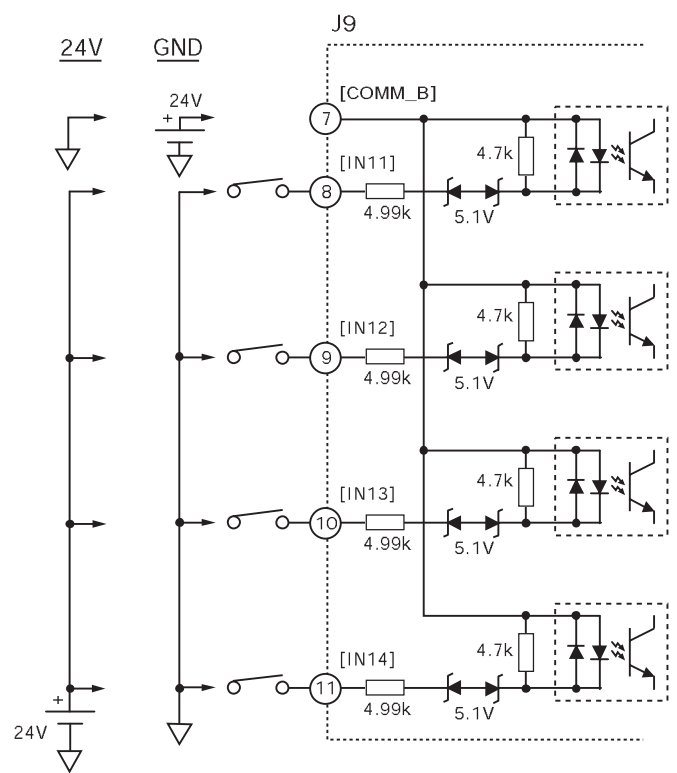 J9
24V GND
[COMM_B]
24V
+
7
4.7k
[IN11]
8
4.99k
5.1V
4.7k
[IN12]
9
4.99k
5.1V
4.7k
[IN13]
10
4.99k
5.1V
4.7k
[IN14]
11
+
4.99k
5.1V
24V